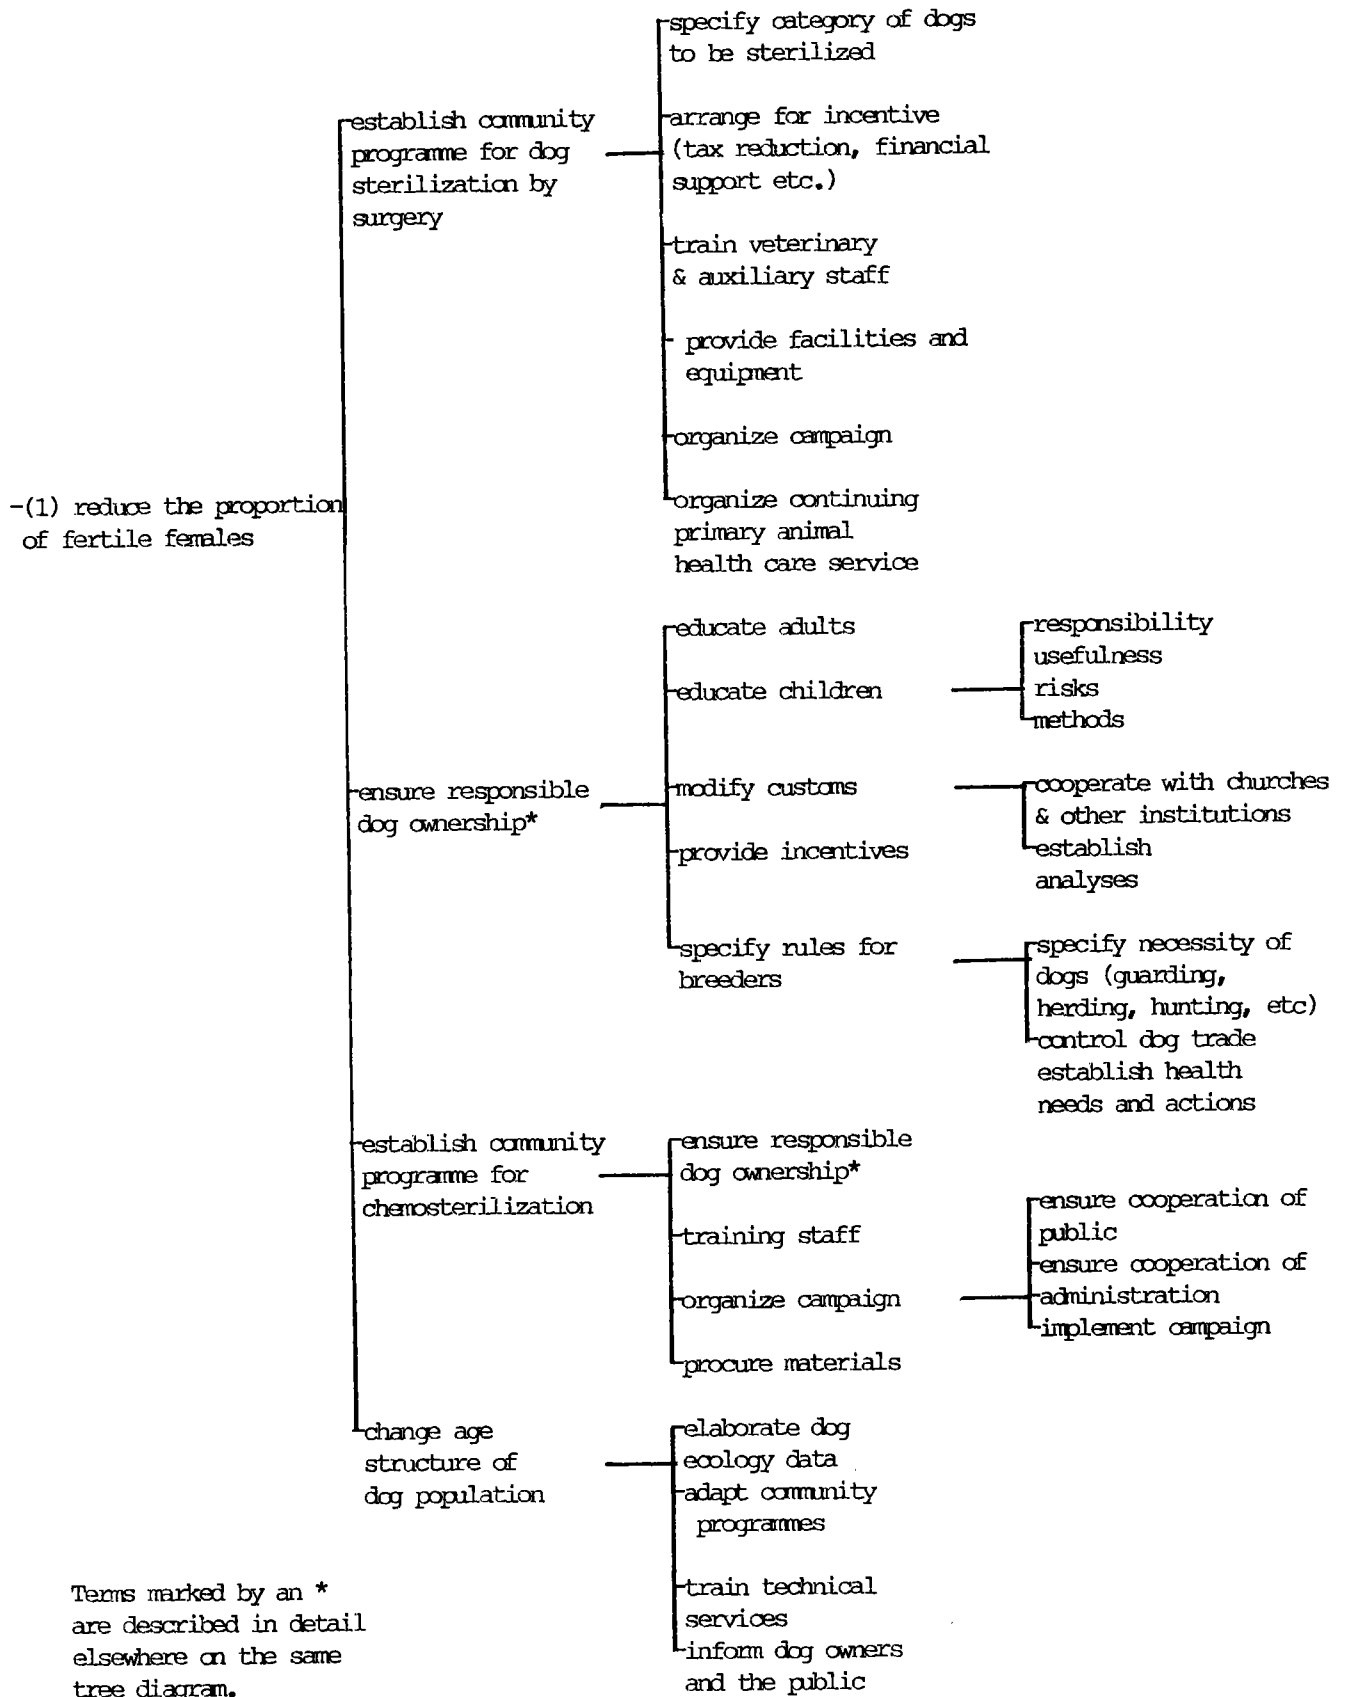 specify category of dogs
to be sterilized
establish community
programme for dog
sterilization by
surgery
arrange for incentive
(tax reduction, financial
support etc.)
train veterinary
& auxiliary staff
provide facilities and
equipment
organize campaign
organize continuing
primary animal
health care service
-(1) reduce the proportion
of fertile females
ensure responsible
dog ownership*
educate adults
educate children
responsibility
usefulness
risks
methods
modify customs
cooperate with churches
& other institutions
establish
analyses
provide incentives
specify rules for
breeders
specify necessity of
dogs (guarding,
herding, hunting, etc)
control dog trade
establish health
needs and actions
establish community
programme for
chemosterilization
ensure responsible
dog ownership*
training staff
organize campaign
ensure cooperation of
public
ensure cooperation of
administration
implement campaign
procure materials
change age
structure of
dog population
elaborate dog
ecology data
adapt community
programmes
train technical
services
inform dog owners
and the public
Terms marked by an *
are described in detail
elsewhere on the same
tree diagram.